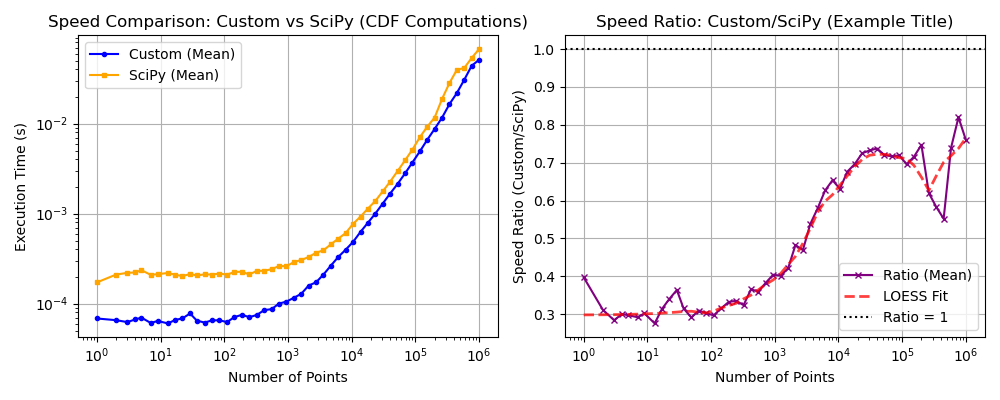 Speed Comparison: Custom vs SciPy (CDF Computations)
Custom (Mean)
SciPy (Mean)
Execution Time (s)
10⁻²
10⁻³
10⁻⁴
10⁰ 10¹ 10² 10³ 10⁴ 10⁵ 10⁶
Number of Points
Speed Ratio: Custom/SciPy (Example Title)
Speed Ratio (Custom/SciPy)
1.0
0.9
0.8
0.7
0.6
0.5
0.4
0.3
Ratio (Mean)
LOESS Fit
Ratio = 1
10⁰ 10¹ 10² 10³ 10⁴ 10⁵ 10⁶
Number of Points